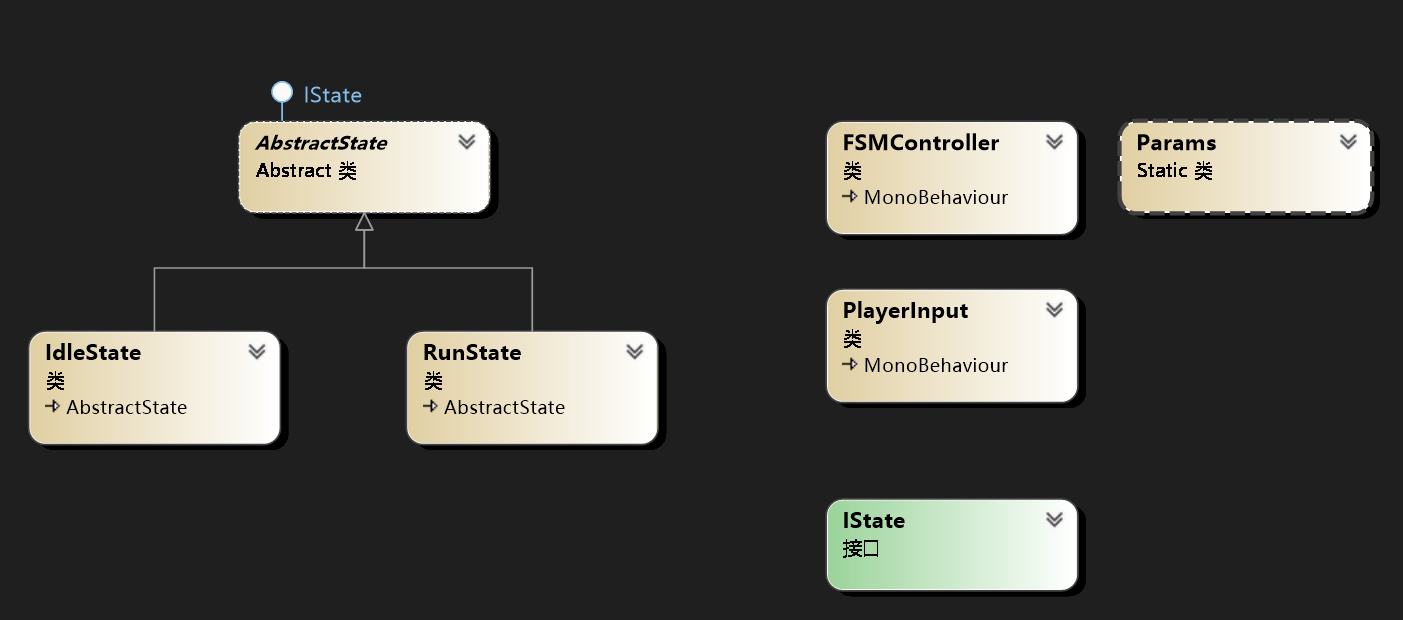 IState
AbstractState
Abstract 类
IdleState
类
AbstractState
RunState
类
AbstractState
FSMController
类
MonoBehaviour
Params
Static 类
PlayerInput
类
MonoBehaviour
IState
接口